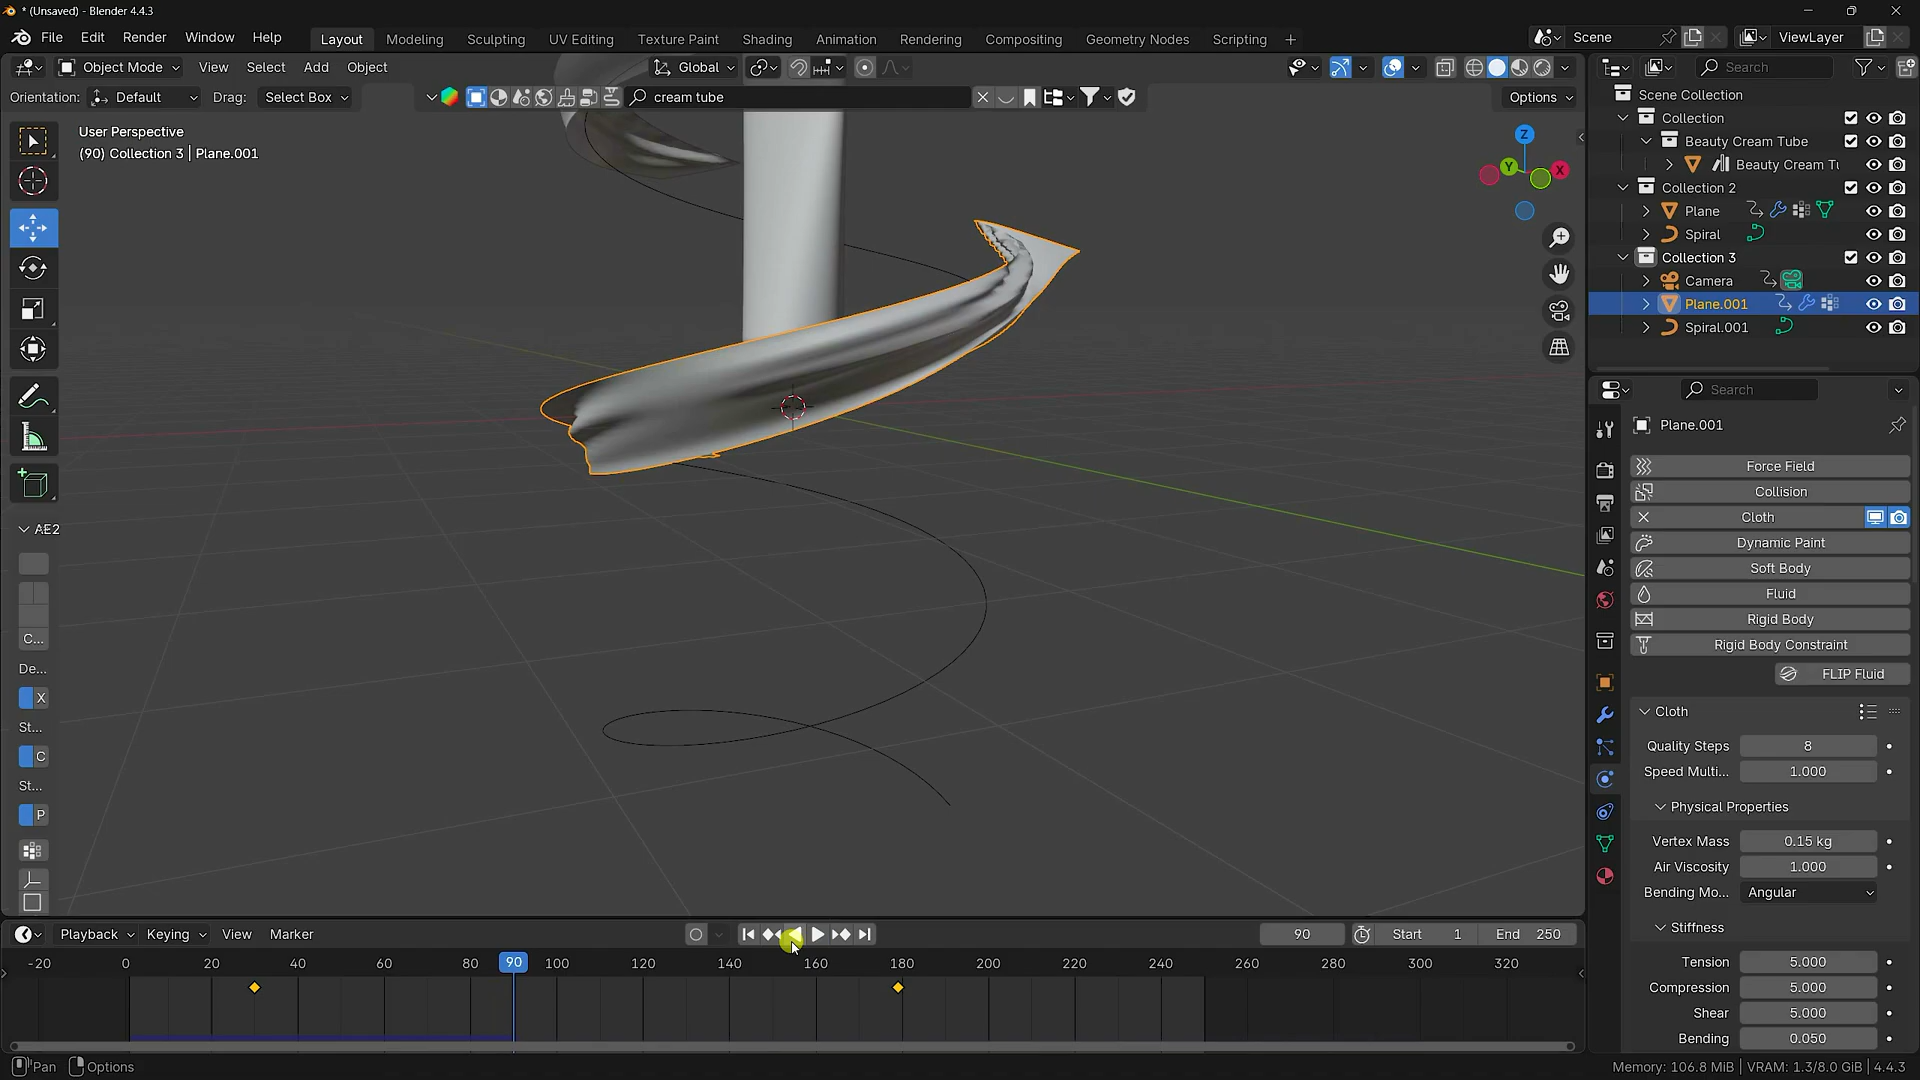 * (Unsaved) - Blender 4.4.3
File Edit Render Window Help
Layout Modeling Sculpting UV Editing Texture Paint Shading Animation Rendering Compositing Geometry Nodes Scripting +
Scene
ViewLayer
Object Mode View Select Add Object
Global
Search
Orientation: Default Drag: Select Box
cream tube
Options
User Perspective
(90) Collection 3 | Plane.001
Z
Y
X
Scene Collection
Collection
Beauty Cream Tube
Beauty Cream Tu
Collection 2
Plane
Spiral
Collection 3
Camera
Plane.001
Spiral.001
Search
Plane.001
Force Field
Collision
Cloth
Dynamic Paint
Soft Body
Fluid
Rigid Body
Rigid Body Constraint
FLIP Fluid
Cloth
Quality Steps 8
Speed Multi... 1.000
Physical Properties
Vertex Mass 0.15 kg
Air Viscosity 1.000
Bending Mo... Angular
Stiffness
Tension 5.000
Compression 5.000
Shear 5.000
Bending 0.050
AE2
C...
De...
X
St...
C
St...
P
Playback Keying View Marker
90 Start 1 End 250
-20 0 20 40 60 80 90 100 120 140 160 180 200 220 240 260 280 300 320
Pan Options
Memory: 106.8 MiB | VRAM: 1.3/8.0 GiB | 4.4.3